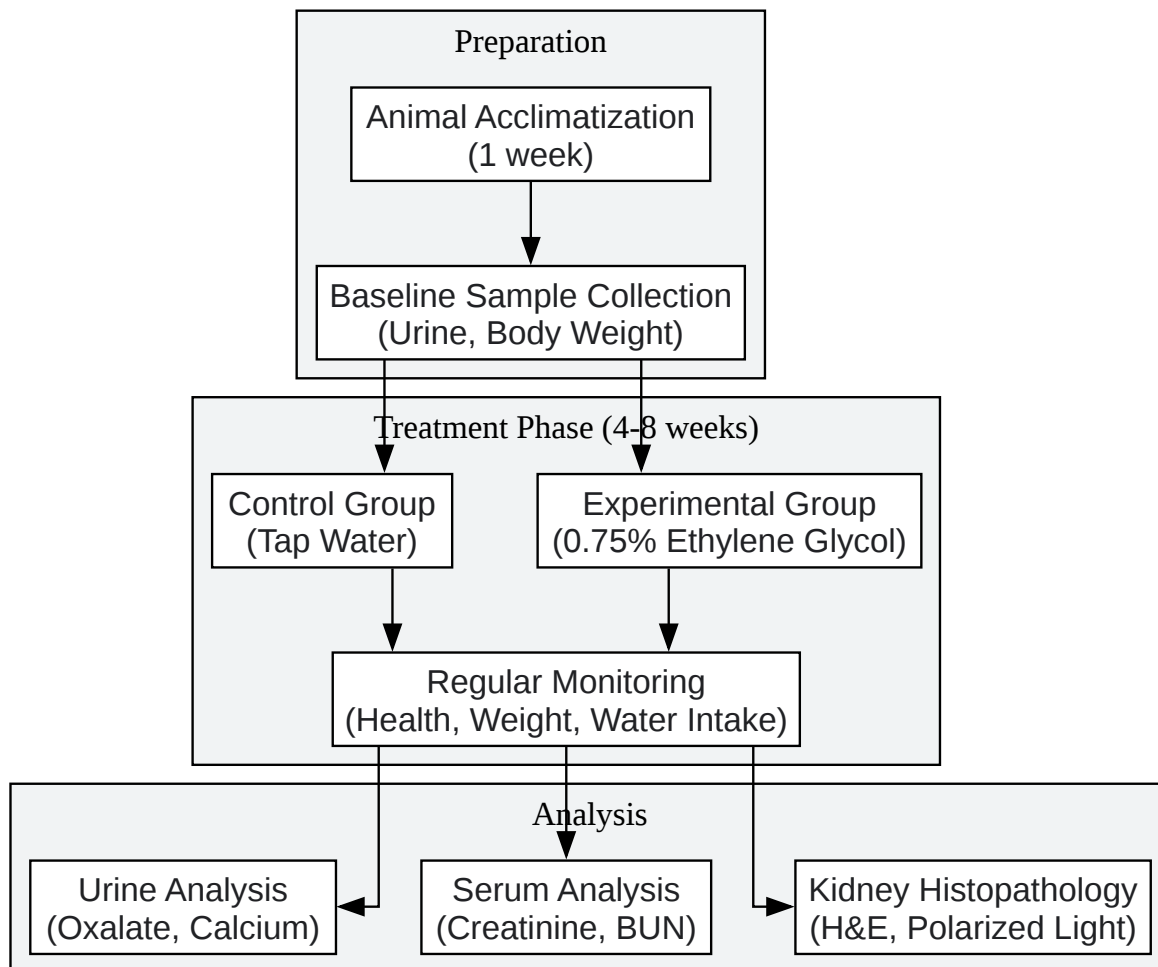 Preparation
Animal Acclimatization
(1 week)
Baseline Sample Collection
(Urine, Body Weight)
Treatment Phase (4-8 weeks)
Control Group
(Tap Water)
Experimental Group
(0.75% Ethylene Glycol)
Regular Monitoring
(Health, Weight, Water Intake)
Analysis
Urine Analysis
(Oxalate, Calcium)
Serum Analysis
(Creatinine, BUN)
Kidney Histopathology
(H&E, Polarized Light)